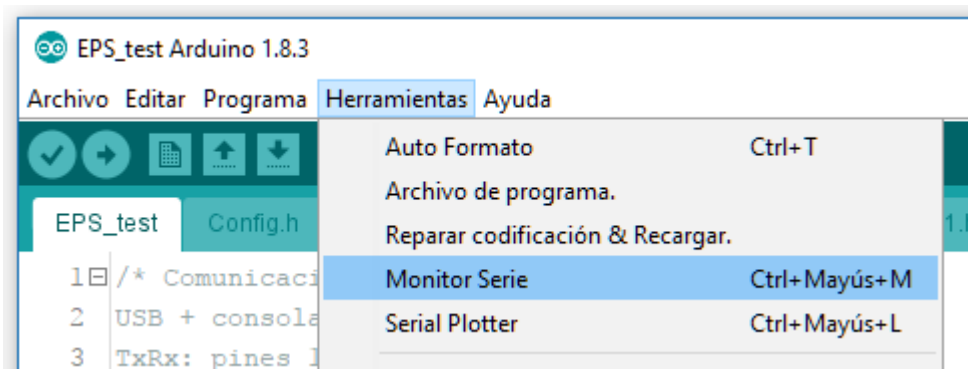 EPS_test Arduino 1.8.3
Archivo Editar Programa Herramientas Ayuda
Auto Formato Ctrl+T
Archivo de programa.
Reparar codificación & Recargar.
Monitor Serie Ctrl+Mayús+M
Serial Plotter Ctrl+Mayús+L
EPS_test Config.h
1 /* Comunicaci
2 USB + consola
3 TxRx: pines